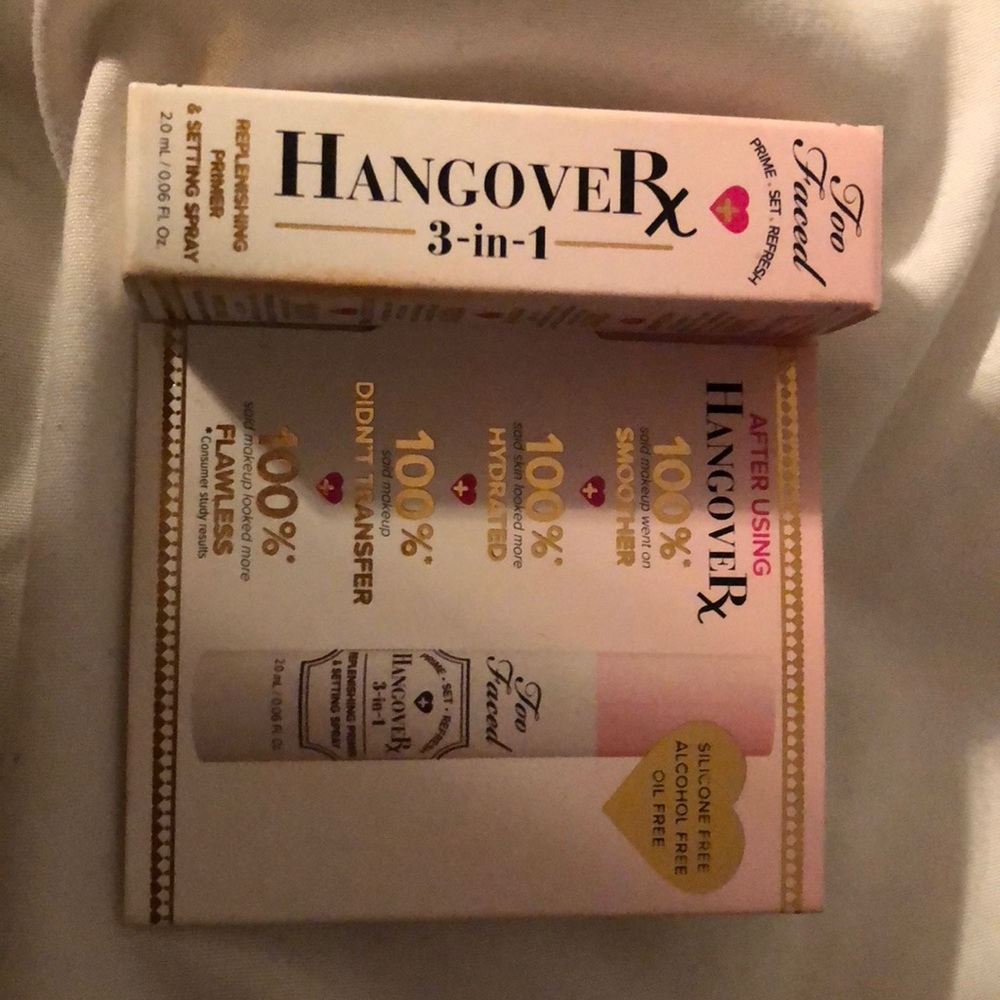 HANGOVERx
3-in-1
REPLENISHING
PRIMER
& SETTING SPRAY
2.0 mL / 0.06 Fl. Oz.
Too
Faced
PRIME . SET . REFRESH
AFTER USING
HANGOVERx
100%*
said makeup went on
SMOOTHER
100%*
said skin looked more
HYDRATED
100%*
said makeup
DIDN'T TRANSFER
100%*
said makeup looked more
FLAWLESS
*Consumer study results
Too
Faced
PRIME . SET . REFRESH
HANGOVERx
3-in-1
REPLENISHING PRIMER
& SETTING SPRAY
2.0 mL / 0.06 Fl. Oz.
SILICONE FREE
ALCOHOL FREE
OIL FREE